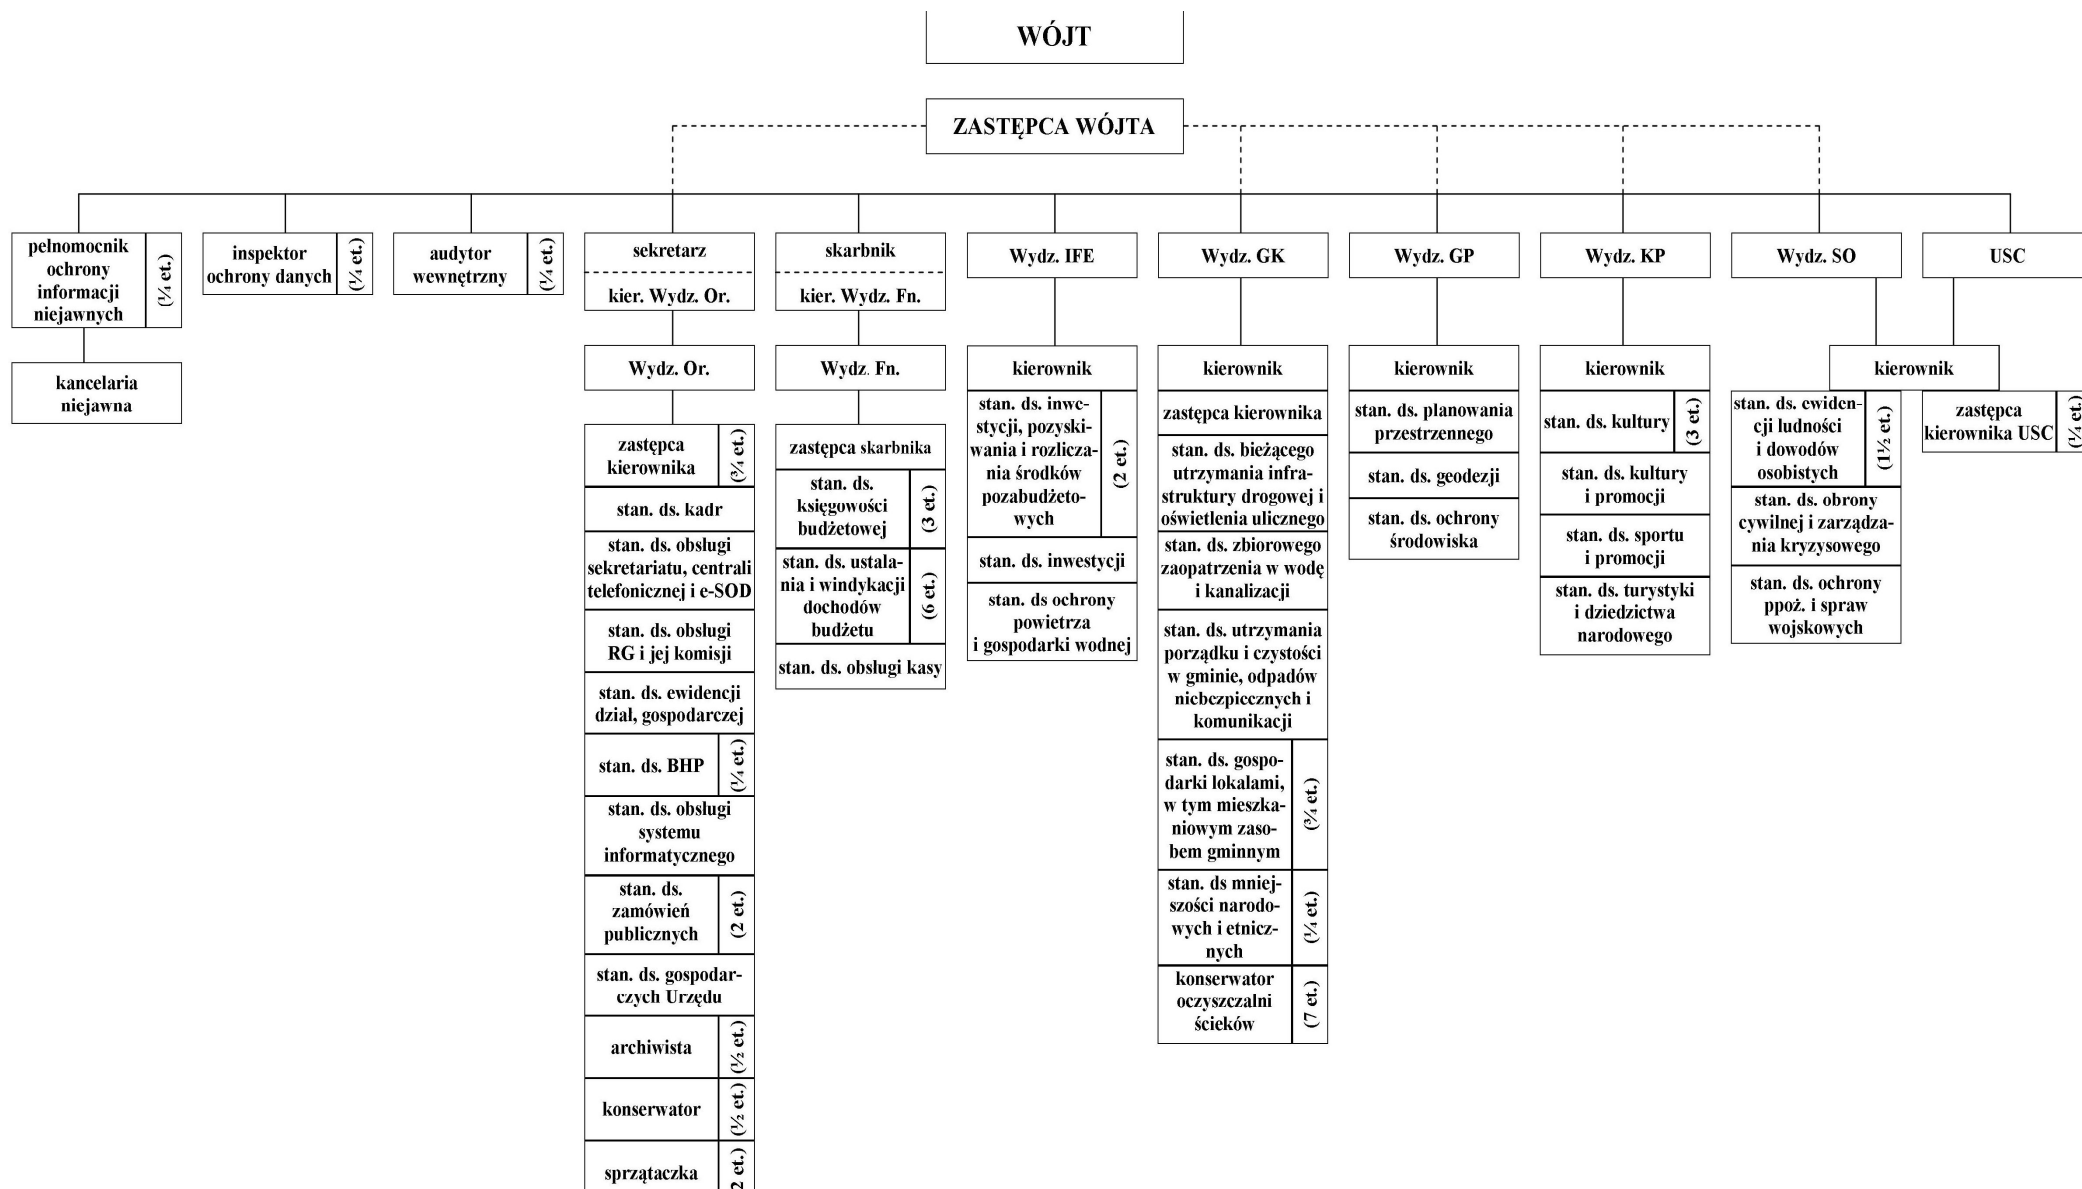 WÓJT
ZASTĘPCA WÓJTA
pełnomocnik
ochrony
informacji
niejawnych
(¼ et.)
kancelaria
niejawna
inspektor
ochrony danych
(¼ et.)
audytor
wewnętrzny
(¼ et.)
sekretarz
kier. Wydz. Or.
Wydz. Or.
zastępca
kierownika
(¾ et.)
stan. ds. kadr
stan. ds. obsługi
sekretariatu, centrali
telefonicznej i e-SOD
stan. ds. obsługi
RG i jej komisji
stan. ds. ewidencji
dział, gospodarczej
stan. ds. BHP
(¼ et.)
stan. ds. obsługi
systemu
informatycznego
stan. ds.
zamówień
publicznych
(2 et.)
stan. ds. gospodar-
czych Urzędu
archiwista
(½ et.)
konserwator
(½ et.)
sprzątaczka
2 et.)
skarbnik
kier. Wydz. Fn.
Wydz. Fn.
zastępca skarbnika
stan. ds.
księgowości
budżetowej
(3 et.)
stan. ds. ustala-
nia i windykacji
dochodów
budżetu
(6 et.)
stan. ds. obsługi kasy
Wydz. IFE
kierownik
stan. ds. inwe-
stycji, pozyski-
wania i rozlicza-
nia środków
pozabudżeto-
wych
(2 et.)
stan. ds. inwestycji
stan. ds ochrony
powietrza
i gospodarki wodnej
Wydz. GK
kierownik
zastępca kierownika
stan. ds. bieżącego
utrzymania infra-
struktury drogowej i
oświetlenia ulicznego
stan. ds. zbiorowego
zaopatrzenia w wodę
i kanalizacji
stan. ds. utrzymania
porządku i czystości
w gminie, odpadów
niebezpiecznych i
komunikacji
stan. ds. gospo-
darki lokalami,
w tym mieszka-
niowym zaso-
bem gminnym
(¾ et.)
stan. ds mniej-
szości narodo-
wych i etnicz-
nych
(¼ et.)
konserwator
oczyszczalni
ścieków
(7 et.)
Wydz. GP
kierownik
stan. ds. planowania
przestrzennego
stan. ds. geodezji
stan. ds. ochrony
środowiska
Wydz. KP
kierownik
stan. ds. kultury
(3 et.)
stan. ds. kultury
i promocji
stan. ds. sportu
i promocji
stan. ds. turystyki
i dziedzictwa
narodowego
Wydz. SO
USC
kierownik
stan. ds. ewiden-
cji ludności
i dowodów
osobistych
(1½ et.)
stan. ds. obrony
cywilnej i zarządza-
nia kryzysowego
stan. ds. ochrony
ppoż. i spraw
wojskowych
zastępca
kierownika USC
(¼ et.)